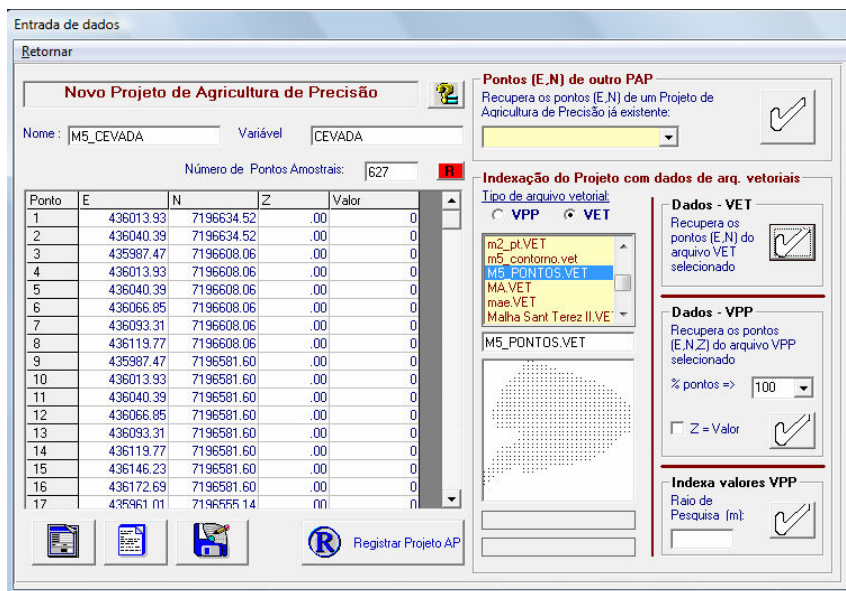 Entrada de dados
Retornar
Novo Projeto de Agricultura de Precisão
Nome : M5_CEVADA Variável CEVADA
Número de Pontos Amostrais: 627 R
Ponto E N Z Valor
1 436013.93 7196634.52 .00 0
2 436040.39 7196634.52 .00 0
3 435987.47 7196608.06 .00 0
4 436013.93 7196608.06 .00 0
5 436040.39 7196608.06 .00 0
6 436066.85 7196608.06 .00 0
7 436093.31 7196608.06 .00 0
8 436119.77 7196608.06 .00 0
9 435987.47 7196581.60 .00 0
10 436013.93 7196581.60 .00 0
11 436040.39 7196581.60 .00 0
12 436066.85 7196581.60 .00 0
13 436093.31 7196581.60 .00 0
14 436119.77 7196581.60 .00 0
15 436146.23 7196581.60 .00 0
16 436172.69 7196581.60 .00 0
17 435961.01 7196555.14 .00 0
R Registrar Projeto AP
Pontos (E,N) de outro PAP
Recupera os pontos (E,N) de um Projeto de
Agricultura de Precisão já existente:
Indexação do Projeto com dados de arq. vetoriais
Tipo de arquivo vetorial:
VPP VET
m2_pt.VET
m5_contorno.vet
M5_PONTOS.VET
MA.VET
mae.VET
Malha Sant Terez II.VE
M5_PONTOS.VET
Dados - VET
Recupera os
pontos (E,N) do
arquivo VET
selecionado
Dados - VPP
Recupera os pontos
(E,N,Z) do arquivo VPP
selecionado
% pontos => 100
Z = Valor
Indexa valores VPP
Raio de
Pesquisa (m):